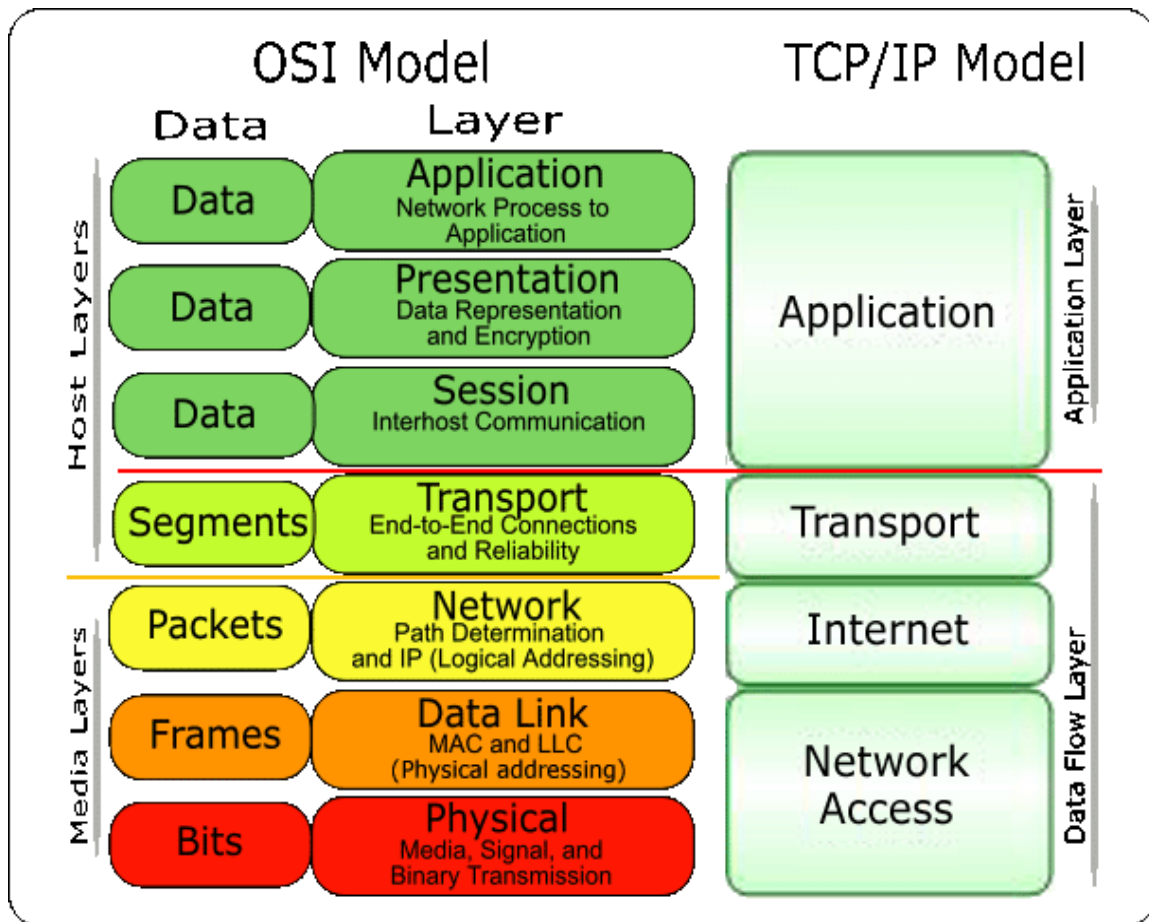 OSI Model
TCP/IP Model
Data
Layer
Host Layers
Data
Application
Network Process to
Application
Data
Presentation
Data Representation
and Encryption
Data
Session
Interhost Communication
Application
Application Layer
Segments
Transport
End-to-End Connections
and Reliability
Transport
Media Layers
Packets
Network
Path Determination
and IP (Logical Addressing)
Internet
Frames
Data Link
MAC and LLC
(Physical addressing)
Bits
Physical
Media, Signal, and
Binary Transmission
Network
Access
Data Flow Layer